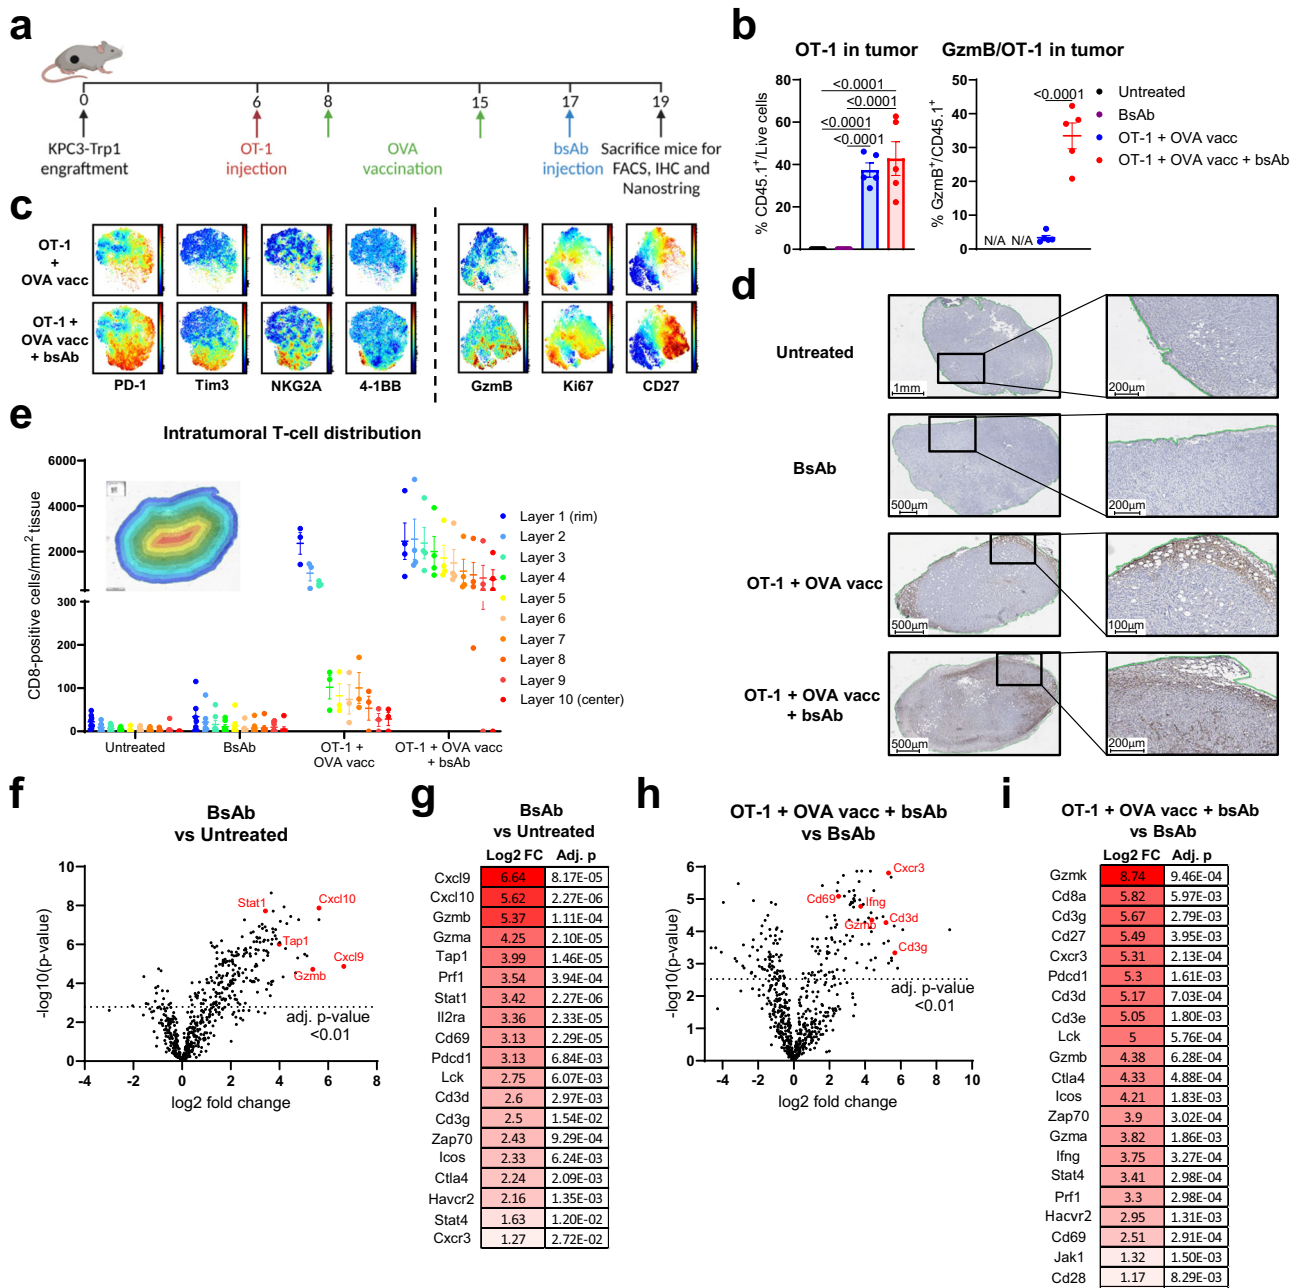 a
0
6
8
15
17
19
KPC3-Trp1
engraftment
OT-1
injection
OVA
vaccination
bsAb
injection
Sacrifice mice for
FACS, IHC and
Nanostring
b
OT-1 in tumor
% CD45.1+/Live cells
80
60
40
20
0
<0.0001
<0.0001
<0.0001
<0.0001
GzmB/OT-1 in tumor
% GzmB+/CD45.1+
50
40
30
20
10
0
<0.0001
N/A N/A
Untreated
BsAb
OT-1 + OVA vacc
OT-1 + OVA vacc + bsAb
c
OT-1
+
OVA vacc
OT-1 +
OVA vacc
+ bsAb
PD-1
Tim3
NKG2A
4-1BB
GzmB
Ki67
CD27
d
Untreated
1mm
200µm
BsAb
500µm
200µm
OT-1 + OVA vacc
500µm
100µm
OT-1 + OVA vacc
+ bsAb
500µm
200µm
e
Intratumoral T-cell distribution
CD8-positive cells/mm² tissue
6000
4000
2000
300
200
100
0
Untreated
BsAb
OT-1 +
OVA vacc
OT-1 + OVA vacc
+ bsAb
Layer 1 (rim)
Layer 2
Layer 3
Layer 4
Layer 5
Layer 6
Layer 7
Layer 8
Layer 9
Layer 10 (center)
f
BsAb
vs Untreated
-log10(p-value)
10
8
6
4
2
0
-4 -2 0 2 4 6 8
log2 fold change
Stat1
Cxcl10
Tap1
Cxcl9
Gzmb
adj. p-value
<0.01
g
BsAb
vs Untreated
Log2 FC Adj. p
Cxcl9 6.64 8.17E-05
Cxcl10 5.62 2.27E-06
Gzmb 5.37 1.11E-04
Gzma 4.25 2.10E-05
Tap1 3.99 1.46E-05
Prf1 3.54 3.94E-04
Stat1 3.42 2.27E-06
Il2ra 3.36 2.33E-05
Cd69 3.13 2.29E-05
Pdcd1 3.13 6.84E-03
Lck 2.75 6.07E-03
Cd3d 2.6 2.97E-03
Cd3g 2.5 1.54E-02
Zap70 2.43 9.29E-04
Icos 2.33 6.24E-03
Ctla4 2.24 2.09E-03
Havcr2 2.16 1.35E-03
Stat4 1.63 1.20E-02
Cxcr3 1.27 2.72E-02
h
OT-1 + OVA vacc + bsAb
vs BsAb
-log10(p-value)
6
5
4
3
2
1
0
-4 -2 0 2 4 6 8 10
log2 fold change
Cxcr3
Cd69
Ifng
Gzmb
Cd3d
Cd3g
adj. p-value
<0.01
i
OT-1 + OVA vacc + bsAb
vs BsAb
Log2 FC Adj. p
Gzmk 8.74 9.46E-04
Cd8a 5.82 5.97E-03
Cd3g 5.67 2.79E-03
Cd27 5.49 3.95E-03
Cxcr3 5.31 2.13E-04
Pdcd1 5.3 1.61E-03
Cd3d 5.17 7.03E-04
Cd3e 5.05 1.80E-03
Lck 5 5.76E-04
Gzmb 4.38 6.28E-04
Ctla4 4.33 4.88E-04
Icos 4.21 1.83E-03
Zap70 3.9 3.02E-04
Gzma 3.82 1.86E-03
Ifng 3.75 3.27E-04
Stat4 3.41 2.98E-04
Prf1 3.3 2.98E-04
Hacvr2 2.95 1.31E-03
Cd69 2.51 2.91E-04
Jak1 1.32 1.50E-03
Cd28 1.17 8.29E-03